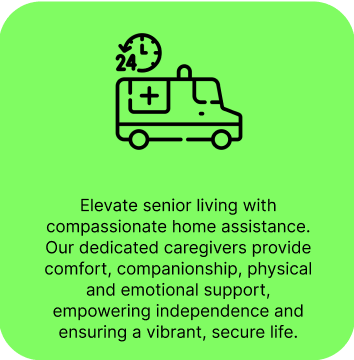 24
Elevate senior living with
compassionate home assistance.
Our dedicated caregivers provide
comfort, companionship, physical
and emotional support,
empowering independence and
ensuring a vibrant, secure life.